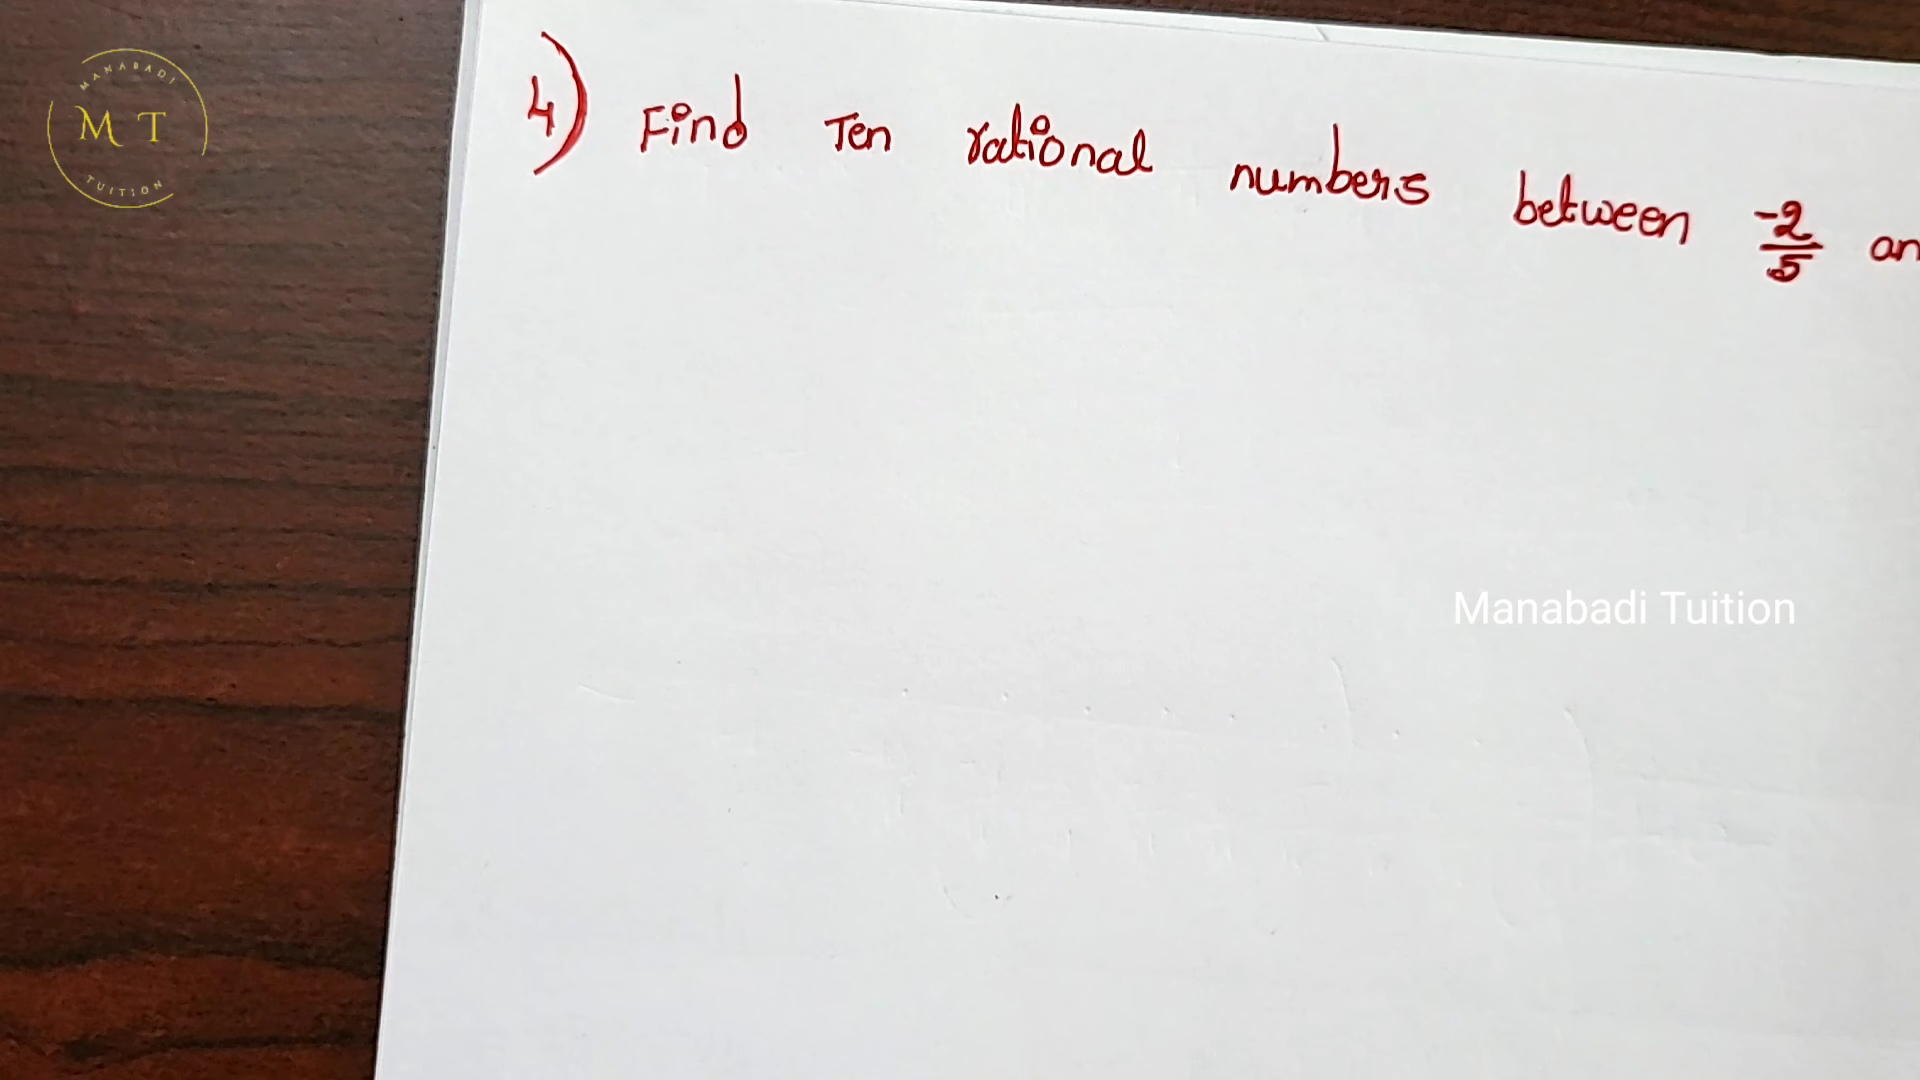 MANABADI
MT
TUITION
4) Find Ten rational numbers between -2/5 an
Manabadi Tuition